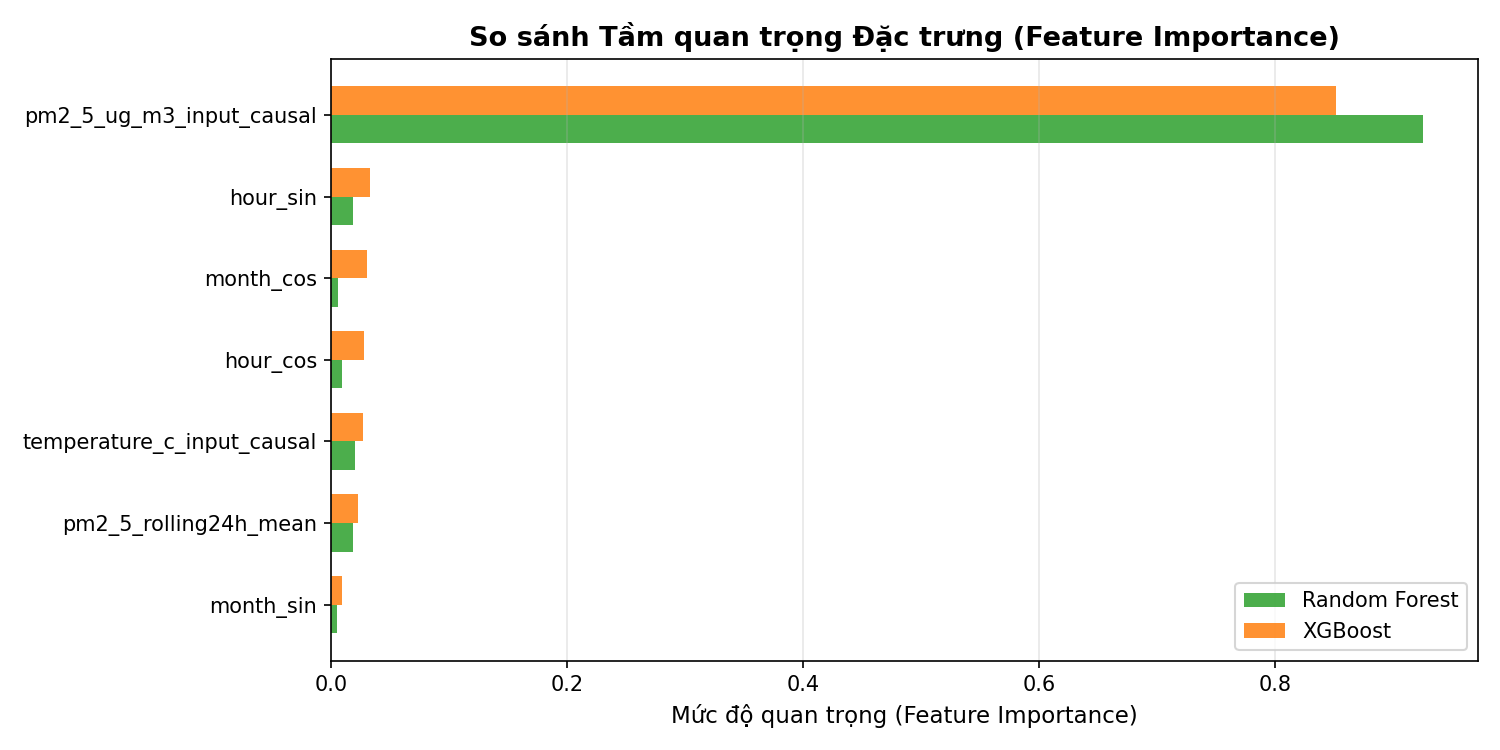 So sánh Tầm quan trọng Đặc trưng (Feature Importance)
pm2_5_ug_m3_input_causal
hour_sin
month_cos
hour_cos
temperature_c_input_causal
pm2_5_rolling24h_mean
month_sin
Random Forest
XGBoost
0.0 0.2 0.4 0.6 0.8
Mức độ quan trọng (Feature Importance)